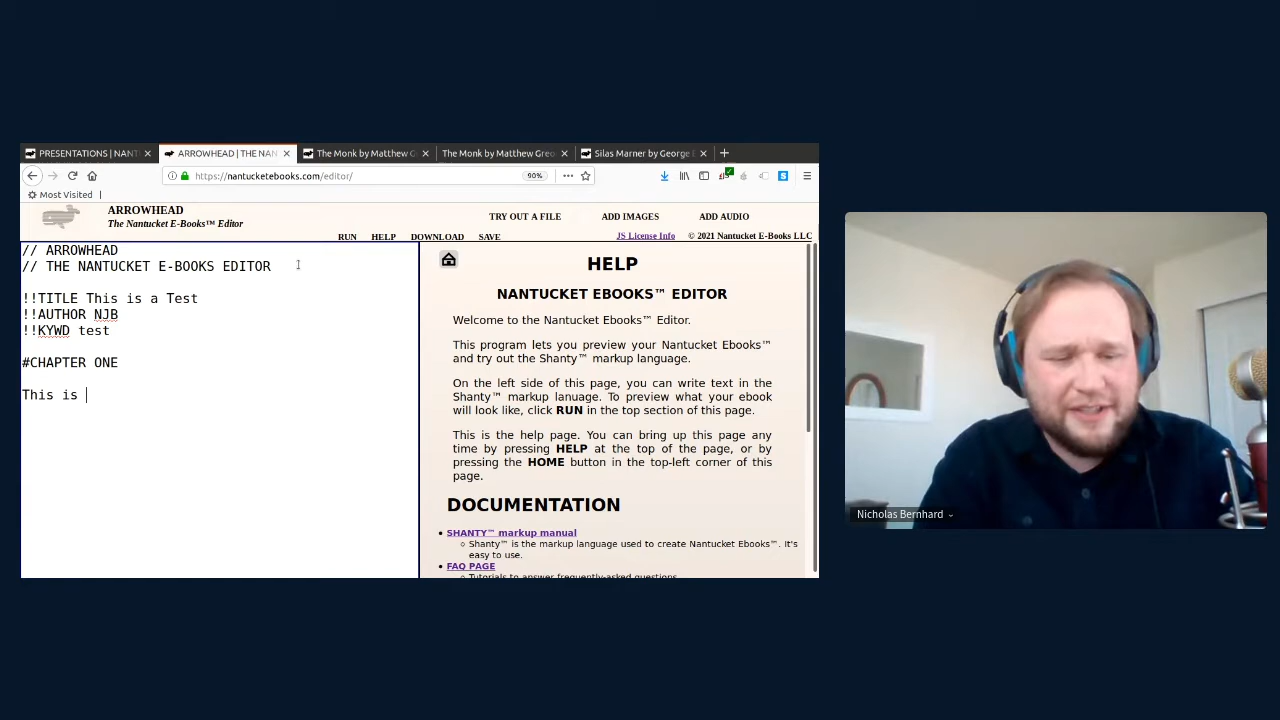 PRESENTATIONS | NANT
ARROWHEAD | THE NAN
The Monk by Matthew G
The Monk by Matthew Greo
Silas Marner by George E
https://nantucketebooks.com/editor/
90%
Most Visited
ARROWHEAD
The Nantucket E-Books™ Editor
TRY OUT A FILE ADD IMAGES ADD AUDIO
RUN HELP DOWNLOAD SAVE JS License Info © 2021 Nantucket E-Books LLC
// ARROWHEAD
// THE NANTUCKET E-BOOKS EDITOR
!!TITLE This is a Test
!!AUTHOR NJB
!!KYWD test
#CHAPTER ONE
This is
HELP
NANTUCKET EBOOKS™ EDITOR
Welcome to the Nantucket Ebooks™ Editor.
This program lets you preview your Nantucket Ebooks™
and try out the Shanty™ markup language.
On the left side of this page, you can write text in the
Shanty™ markup lanuage. To preview what your ebook
will look like, click RUN in the top section of this page.
This is the help page. You can bring up this page any
time by pressing HELP at the top of the page, or by
pressing the HOME button in the top-left corner of this
page.
DOCUMENTATION
• SHANTY™ markup manual
◦ Shanty™ is the markup language used to create Nantucket Ebooks™. It's
easy to use.
• FAQ PAGE
◦ Tutorials to answer frequently-asked questions
Nicholas Bernhard